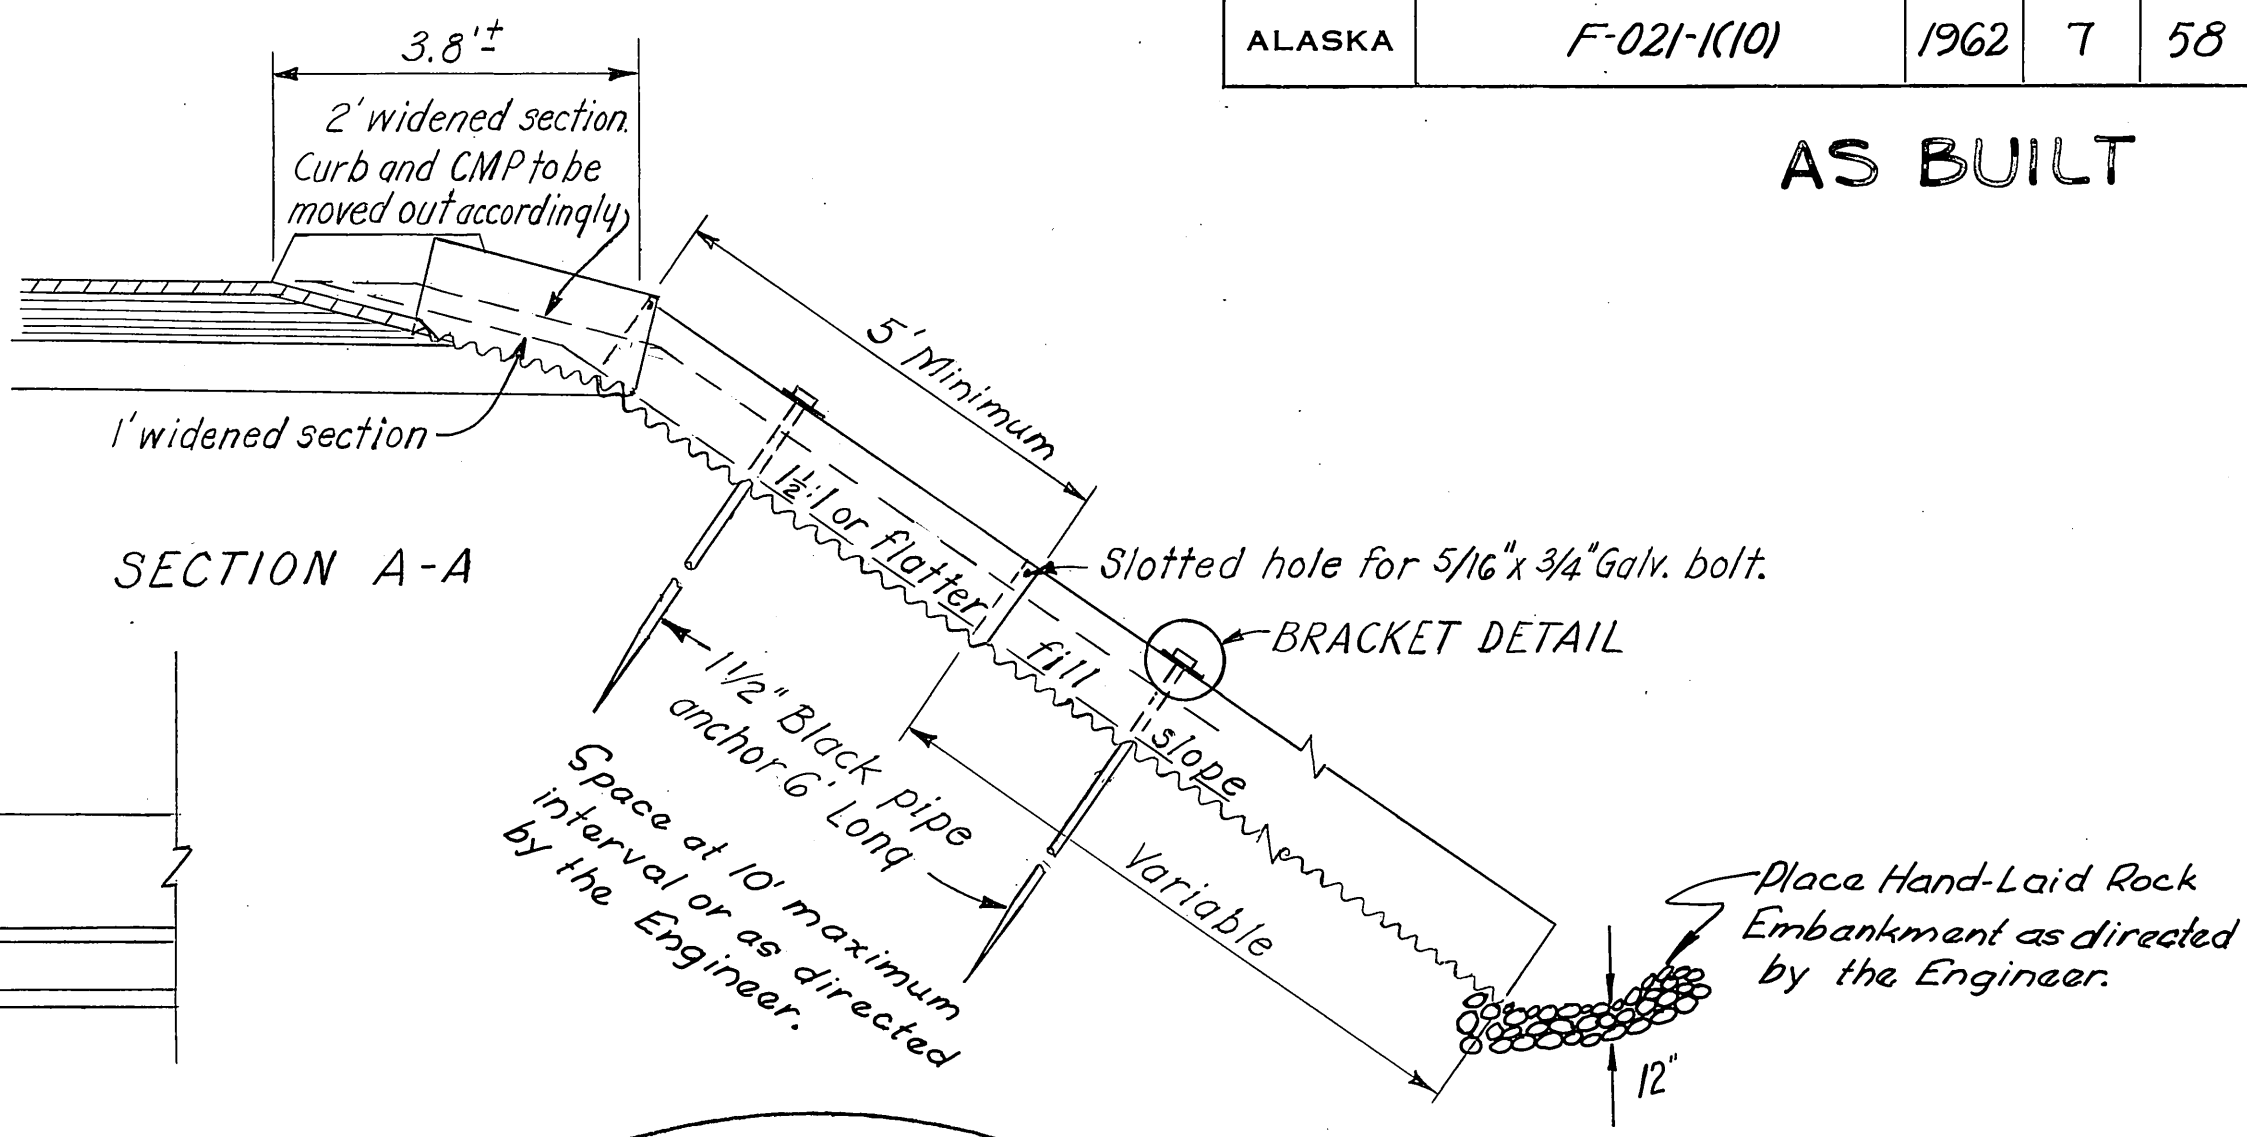 ALASKA F-021-1(10) 1962 7 58
AS BUILT
3.8'±
2' widened section.
Curb and CMP to be
moved out accordingly
5' Minimum
1' widened section
1½:1 or flatter fill slope
SECTION A-A
Slotted hole for 5/16" x 3/4" Galv. bolt.
BRACKET DETAIL
1 1/2" Black pipe
anchor 6' Long
Space at 10' maximum
interval or as directed
by the Engineer.
Variable
Place Hand-Laid Rock
Embankment as directed
by the Engineer.
12"